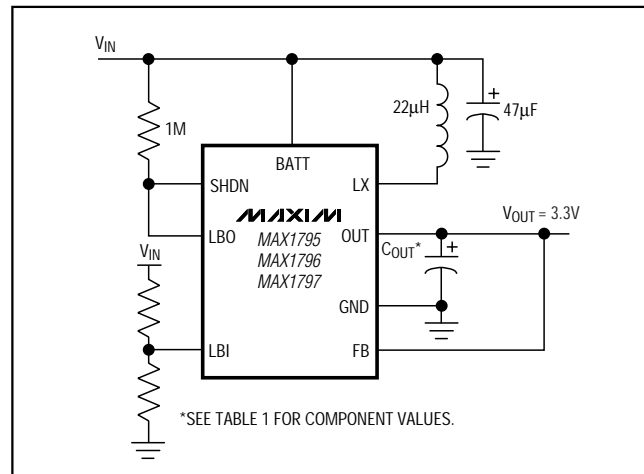 VIN
1M
22µH
+
47µF
BATT
SHDN
LX
MAXIM
VOUT = 3.3V
LBO
MAX1795
MAX1796
MAX1797
OUT
COUT*
+
VIN
GND
LBI
FB
*SEE TABLE 1 FOR COMPONENT VALUES.